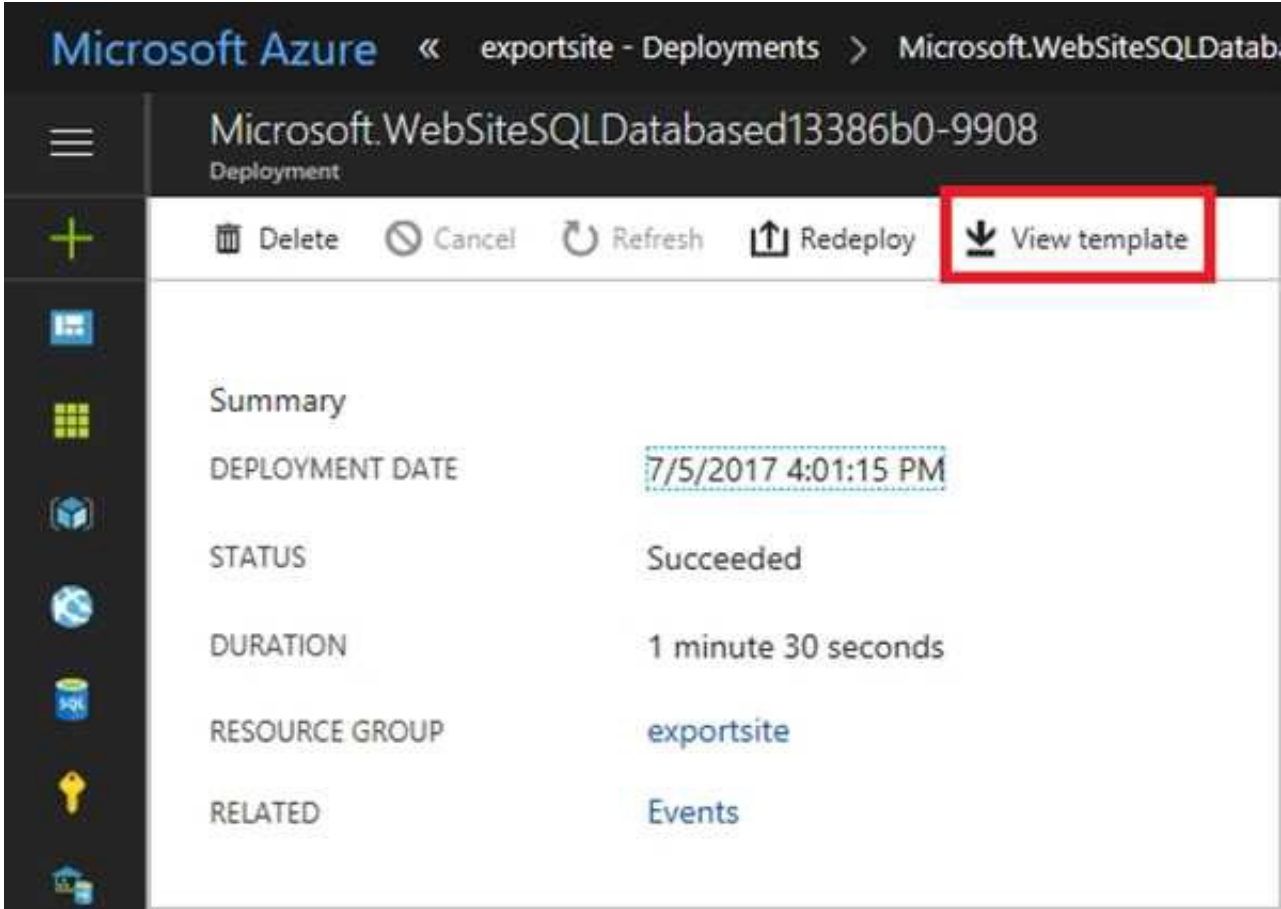 Microsoft Azure « exportsite - Deployments > Microsoft.WebSiteSQLDatab
Microsoft.WebSiteSQLDatabased13386b0-9908
Deployment
Delete Cancel Refresh Redeploy View template
Summary
DEPLOYMENT DATE 7/5/2017 4:01:15 PM
STATUS Succeeded
DURATION 1 minute 30 seconds
SQL
RESOURCE GROUP exportsite
RELATED Events